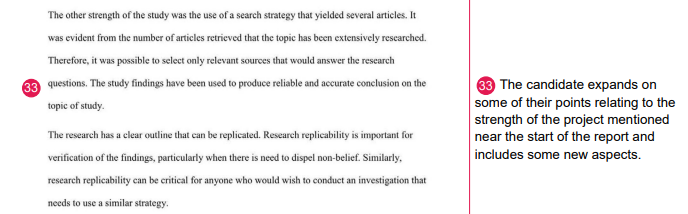 The other strength of the study was the use of a search strategy that yielded several articles. It
was evident from the number of articles retrieved that the topic has been extensively researched.
Therefore, it was possible to select only relevant sources that would answer the research
33 questions. The study findings have been used to produce reliable and accurate conclusion on the
topic of study.
The research has a clear outline that can be replicated. Research replicability is important for
verification of the findings, particularly when there is need to dispel non-belief. Similarly,
research replicability can be critical for anyone who would wish to conduct an investigation that
needs to use a similar strategy.
33 The candidate expands on
some of their points relating to the
strength of the project mentioned
near the start of the report and
includes some new aspects.